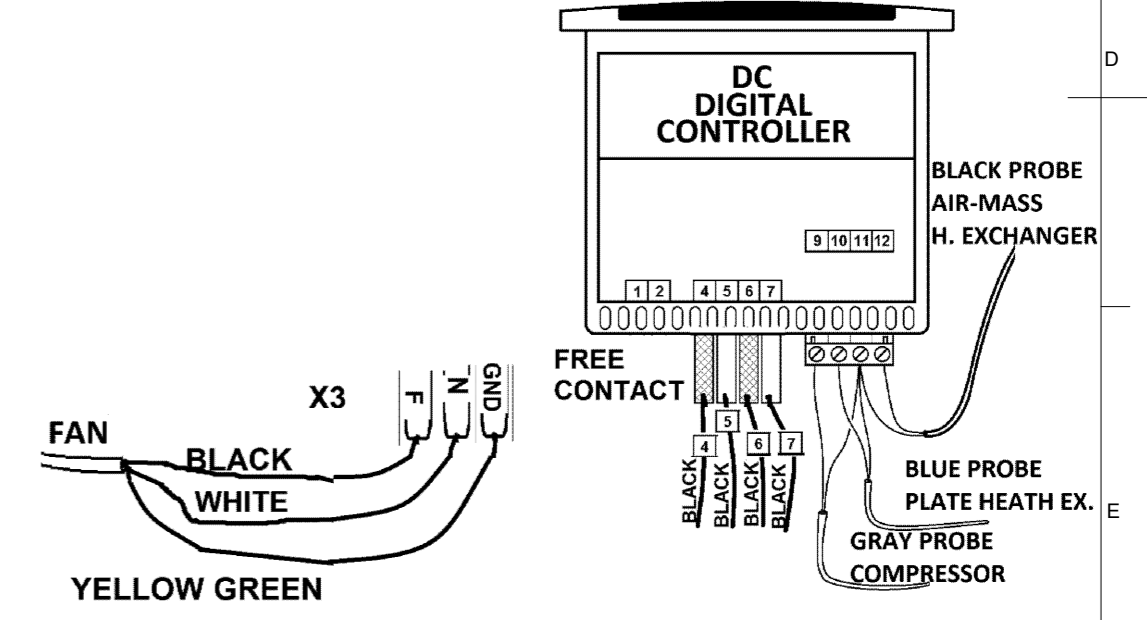 D
DC
DIGITAL
CONTROLLER
BLACK PROBE
AIR-MASS
H. EXCHANGER
9 10 11 12
1 2 4 5 6 7
FREE
CONTACT
X3
F
N
GND
FAN
BLACK
WHITE
YELLOW GREEN
4
5
6
7
BLACK
BLACK
BLACK
BLACK
BLUE PROBE
PLATE HEATH EX.
E
GRAY PROBE
COMPRESSOR